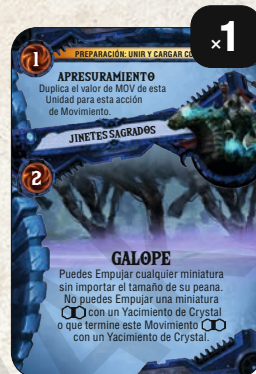 ×1
1
PREPARACIÓN: UNIR Y CARGAR
APRESURAMIENTO
Duplica el valor de MOV de esta
Unidad para esta acción
de Movimiento.
JINETES SAGRADOS
2
GALOPE
Puedes Empujar cualquier miniatura
sin importar el tamaño de su peana.
No puedes Empujar una miniatura
con un Yacimiento de Crystal
o que termine este Movimiento
con un Yacimiento de Crystal.